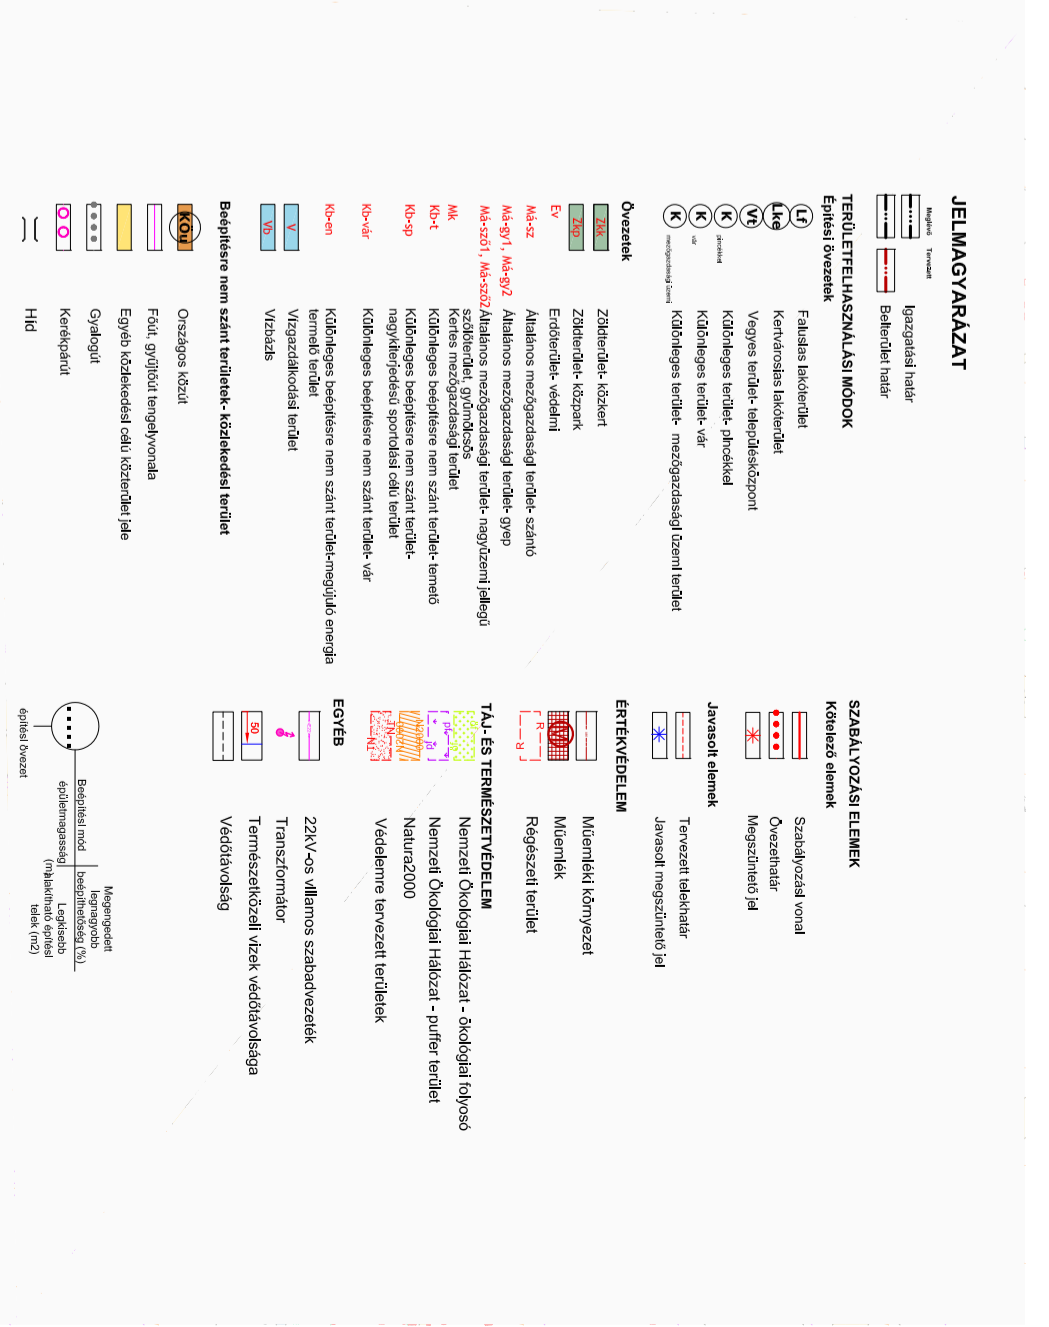 JELMAGYARÁZAT
Meglévő Tervezett
Igazgatási határ
Belterület határ
TERÜLETFELHASZNÁLÁSI MÓDOK
Építési övezetek
Lf Falusias lakóterület
Lke Kertvárosias lakóterület
Vt Vegyes terület- településközpont
K pincékkel Különleges terület- pincékkel
K vár Különleges terület- vár
K mezőgazdasági üzemi Különleges terület- mezőgazdasági üzemi terület
Övezetek
Zkk Zöldterület- közkert
Zkp Zöldterület- közpark
Ev Erdőterület- védelmi
Má-sz Általános mezőgazdasági terület- szántó
Má-gy1, Má-gy2 Általános mezőgazdasági terület- gyep
Má-sző1, Má-sző2 Általános mezőgazdasági terület- nagyüzemi jellegű
szőlőterület, gyümölcsös
Mk Kertes mezőgazdasági terület
Kb-t Különleges beépítésre nem szánt terület- temető
Kb-sp Különleges beépítésre nem szánt terület-
nagykiterjedésű sportolási célú terület
Kb-vár Különleges beépítésre nem szánt terület- vár
Kb-en Különleges beépítésre nem szánt terület-megújuló energia
termelő terület
V Vízgazdálkodási terület
Vb Vízbázis
Beépítésre nem szánt területek- közlekedési terület
KÖu Országos közút
Főút, gyűjtőút tengelyvonala
Egyéb közlekedési célú közterület jele
Gyalogút
Kerékpárút
Híd
SZABÁLYOZÁSI ELEMEK
Kötelező elemek
Szabályozási vonal
Övezethatár
Megszüntető jel
Javasolt elemek
Tervezett telekhatár
Javasolt megszüntető jel
ÉRTÉKVÉDELEM
Műemléki környezet
Műemlék
R R Régészeti terület
TÁJ- ÉS TERMÉSZETVÉDELEM
Nemzeti Ökológiai Hálózat - ökológiai folyosó
Nemzeti Ökológiai Hálózat - puffer terület
Natura2000
Védelemre tervezett területek
EGYÉB
22kV-os villamos szabadvezeték
Transzformátor
50 Természetközeli vizek védőtávolsága
Védőtávolság
Megengedett
legnagyobb
Beépítési mód beépíthetőség (%)
épületmagasság (m) Legkisebb
alakítható építési
telek (m2)
építési övezet